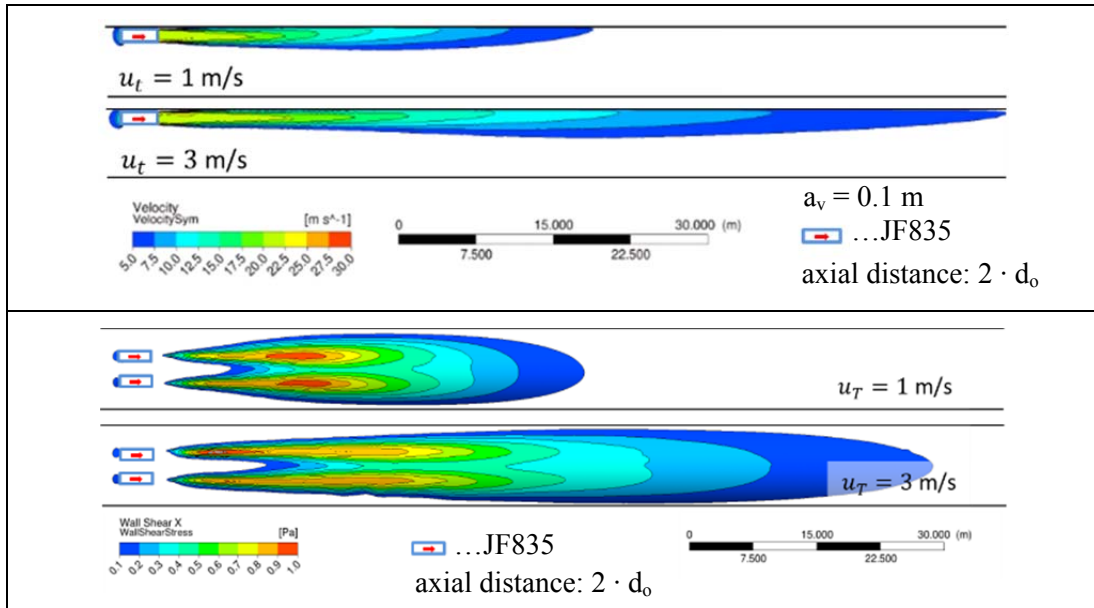 u_t = 1 m/s
u_t = 3 m/s
Velocity
VelocitySym
[m s^-1]
5.0 7.5 10.0 12.5 15.0 17.5 20.0 22.5 25.0 27.5 30.0
0 15.000 30.000 (m)
7.500 22.500
a_v = 0.1 m
…JF835
axial distance: 2 · d_o
u_T = 1 m/s
u_T = 3 m/s
Wall Shear X
WallShearStress
[Pa]
0.1 0.2 0.3 0.4 0.5 0.6 0.7 0.8 0.9 1.0
…JF835
axial distance: 2 · d_o
0 15.000 30.000 (m)
7.500 22.500